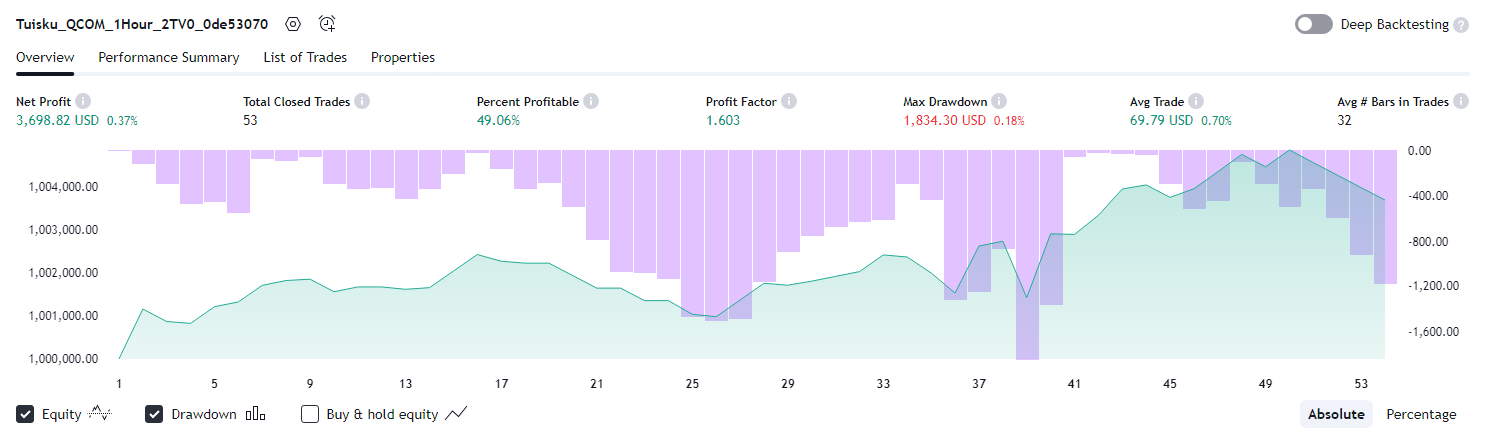 Tuisku_QCOM_1Hour_2TV0_0de53070
Deep Backtesting ?
Overview Performance Summary List of Trades Properties
Net Profit i Total Closed Trades i Percent Profitable i Profit Factor i Max Drawdown i Avg Trade i Avg # Bars in Trades i
3,698.82 USD 0.37% 53 49.06% 1.603 1,834.30 USD 0.18% 69.79 USD 0.70% 32
0.00
1,004,000.00
-400.00
1,003,000.00
-800.00
1,002,000.00
-1,200.00
1,001,000.00
-1,600.00
1,000,000.00
1 5 9 13 17 21 25 29 33 37 41 45 49 53
Equity Drawdown Buy & hold equity Absolute Percentage